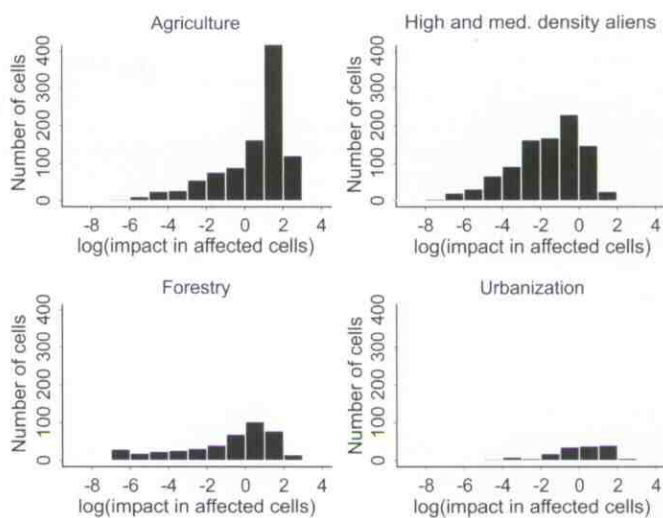 Agriculture
Number of cells
0 100 200 300 400
-8 -6 -4 -2 0 2 4
log(impact in affected cells)
High and med. density aliens
Number of cells
0 100 200 300 400
-8 -6 -4 -2 0 2 4
log(impact in affected cells)
Forestry
Number of cells
0 100 200 300 400
-8 -6 -4 -2 0 2 4
log(impact in affected cells)
Urbanization
Number of cells
0 100 200 300 400
-8 -6 -4 -2 0 2 4
log(impact in affected cells)